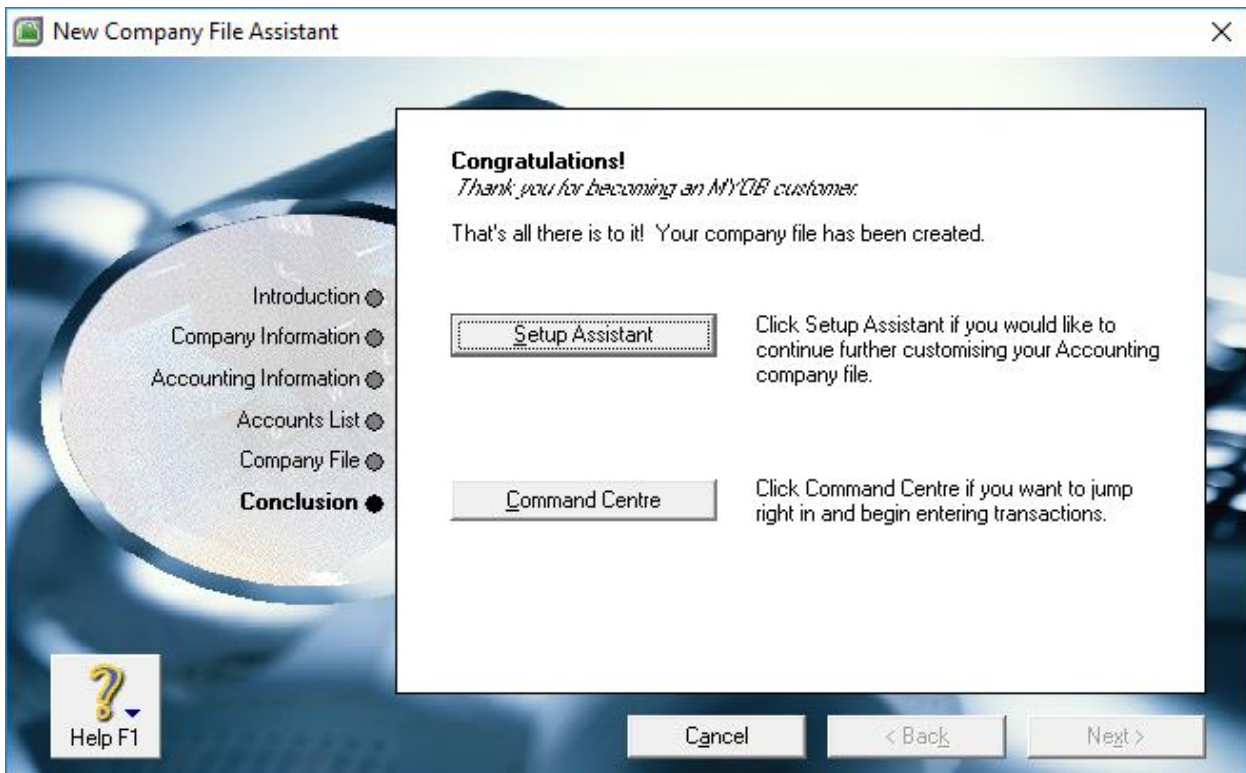 New Company File Assistant
Congratulations!
Thank you for becoming an MYOB customer.
That's all there is to it! Your company file has been created.
Introduction
Company Information
Accounting Information
Accounts List
Company File
Conclusion
Setup Assistant
Click Setup Assistant if you would like to
continue further customising your Accounting
company file.
Command Centre
Click Command Centre if you want to jump
right in and begin entering transactions.
Help F1
Cancel
< Back
Next >